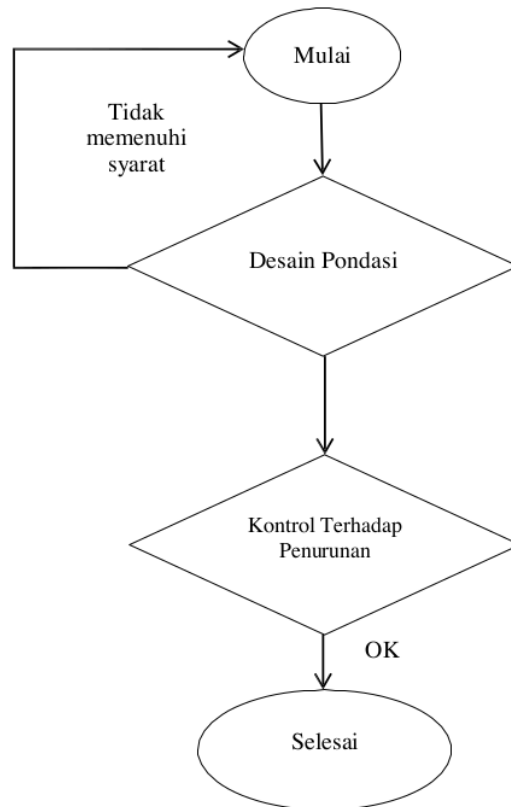 Mulai
Tidak
memenuhi
syarat
Desain Pondasi
Kontrol Terhadap
Penurunan
OK
Selesai